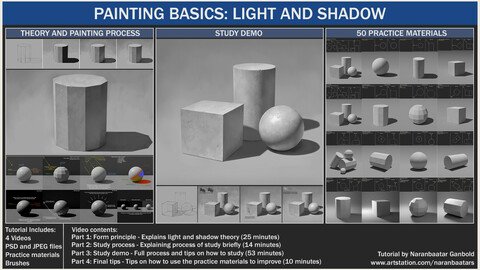 PAINTING BASICS: LIGHT AND SHADOW
THEORY AND PAINTING PROCESS
STUDY DEMO
50 PRACTICE MATERIALS
Tutorial Includes:
4 Videos
PSD and JPEG files
Practice materials
Brushes
Video contents:
Part 1: Form principle - Explains light and shadow theory (25 minutes)
Part 2: Study process - Explaining process of study briefly (14 minutes)
Part 3: Study demo - Full process and tips on how to study (53 minutes)
Part 4: Final tips - Tips on how to use the practice materials to improve (10 minutes)
Tutorial by Naranbaatar Ganbold
www.artstation.com/naranbaatars